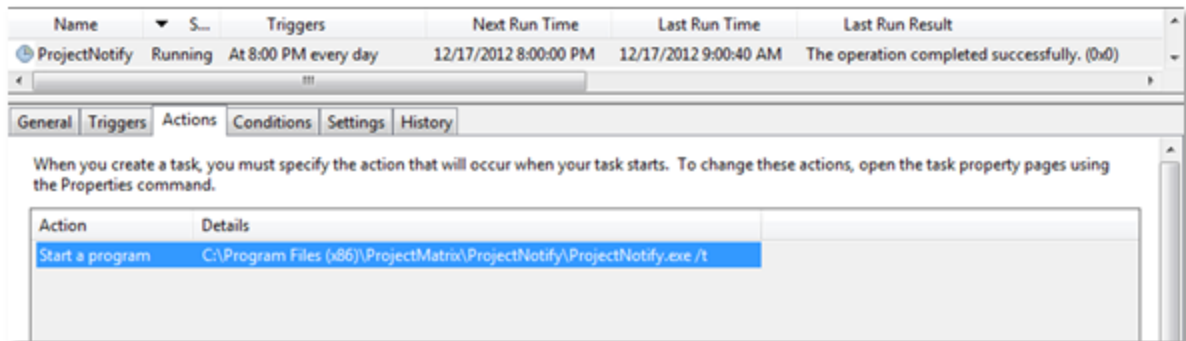 Name S... Triggers Next Run Time Last Run Time Last Run Result
ProjectNotify Running At 8:00 PM every day 12/17/2012 8:00:00 PM 12/17/2012 9:00:40 AM The operation completed successfully. (0x0)
General Triggers Actions Conditions Settings History
When you create a task, you must specify the action that will occur when your task starts. To change these actions, open the task property pages using
the Properties command.
Action Details
Start a program C:\Program Files (x86)\ProjectMatrix\ProjectNotify\ProjectNotify.exe /t